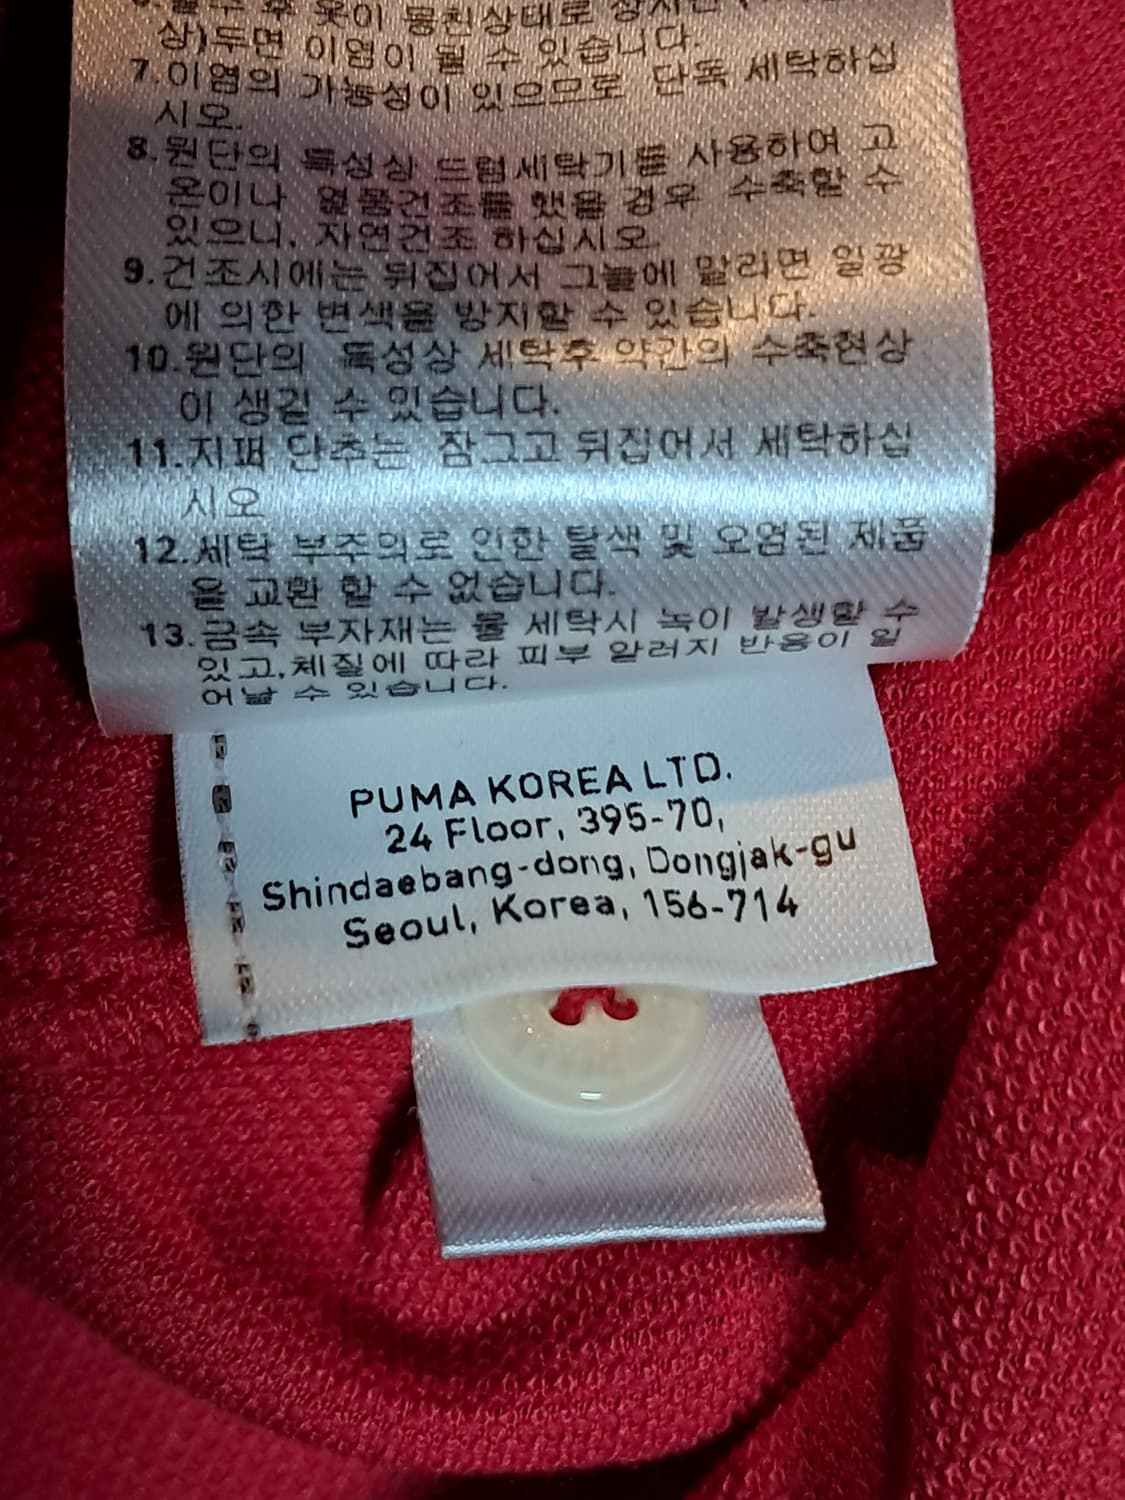 후 옷이 뭉친상태로 장시간
상)두면 이염이 될 수 있습니다.
7.이염의 가능성이 있으므로 단독 세탁하십
시오.
8.원단의 특성상 드럼세탁기를 사용하여 고
온이나 열풍건조를 했을 경우 수축할 수
있으니, 자연건조 하십시오.
9.건조시에는 뒤집어서 그늘에 말리면 일광
에 의한 변색을 방지할 수 있습니다.
10.원단의 특성상 세탁후 약간의 수축현상
이 생길 수 있습니다.
11.지퍼 단추는 잠그고 뒤집어서 세탁하십
시오
12.세탁 부주의로 인한 탈색 및 오염된 제품
을 교환 할 수 없습니다.
13.금속 부자재는 물 세탁시 녹이 발생할 수
있고,체질에 따라 피부 알러지 반응이 일
어날 수 있습니다.
PUMA KOREA LTD.
24 Floor, 395-70,
Shindaebang-dong, Dongjak-gu
Seoul, Korea, 156-714